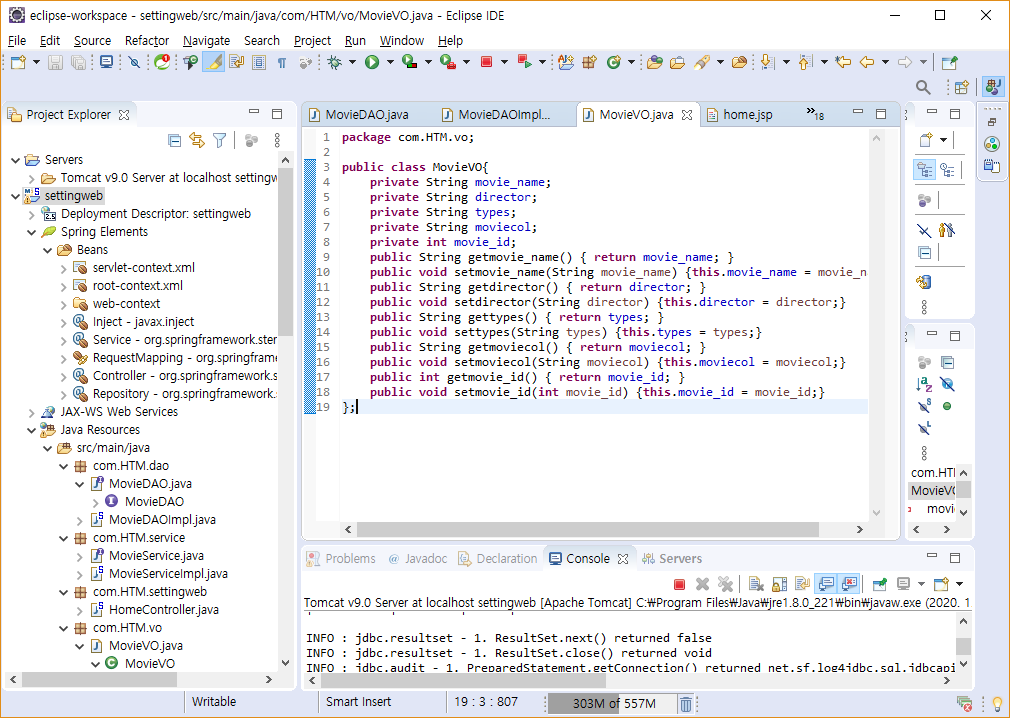 eclipse-workspace - settingweb/src/main/java/com/HTM/vo/MovieVO.java - Eclipse IDE
File Edit Source Refactor Navigate Search Project Run Window Help
Project Explorer
Servers
Tomcat v9.0 Server at localhost settingw
settingweb
Deployment Descriptor: settingweb
Spring Elements
Beans
servlet-context.xml
root-context.xml
web-context
Inject - javax.inject
Service - org.springframework.ster
RequestMapping - org.springframe
Controller - org.springframework.s
Repository - org.springframework.
JAX-WS Web Services
Java Resources
src/main/java
com.HTM.dao
MovieDAO.java
MovieDAO
MovieDAOImpl.java
com.HTM.service
MovieService.java
MovieServiceImpl.java
com.HTM.settingweb
HomeController.java
com.HTM.vo
MovieVO.java
MovieVO
MovieDAO.java MovieDAOImpl... MovieVO.java home.jsp »18
1 package com.HTM.vo;
2
3 public class MovieVO{
4 private String movie_name;
5 private String director;
6 private String types;
7 private String moviecol;
8 private int movie_id;
9 public String getmovie_name() { return movie_name; }
10 public void setmovie_name(String movie_name) {this.movie_name = movie_n
11 public String getdirector() { return director; }
12 public void setdirector(String director) {this.director = director;}
13 public String gettypes() { return types; }
14 public void settypes(String types) {this.types = types;}
15 public String getmoviecol() { return moviecol; }
16 public void setmoviecol(String moviecol) {this.moviecol = moviecol;}
17 public int getmovie_id() { return movie_id; }
18 public void setmovie_id(int movie_id) {this.movie_id = movie_id;}
19 };
com.HTI
MovieVO
movi
Problems @ Javadoc Declaration Console Servers
Tomcat v9.0 Server at localhost settingweb [Apache Tomcat] C:₩Program Files₩Java₩jre1.8.0_221₩bin₩javaw.exe (2020. 1
INFO : jdbc.resultset - 1. ResultSet.next() returned false
INFO : jdbc.resultset - 1. ResultSet.close() returned void
INFO : jdbc.audit - 1. PreparedStatement.getConnection() returned net.sf.log4jdbc.sql.jdbcapi
Writable Smart Insert 19 : 3 : 807 303M of 557M